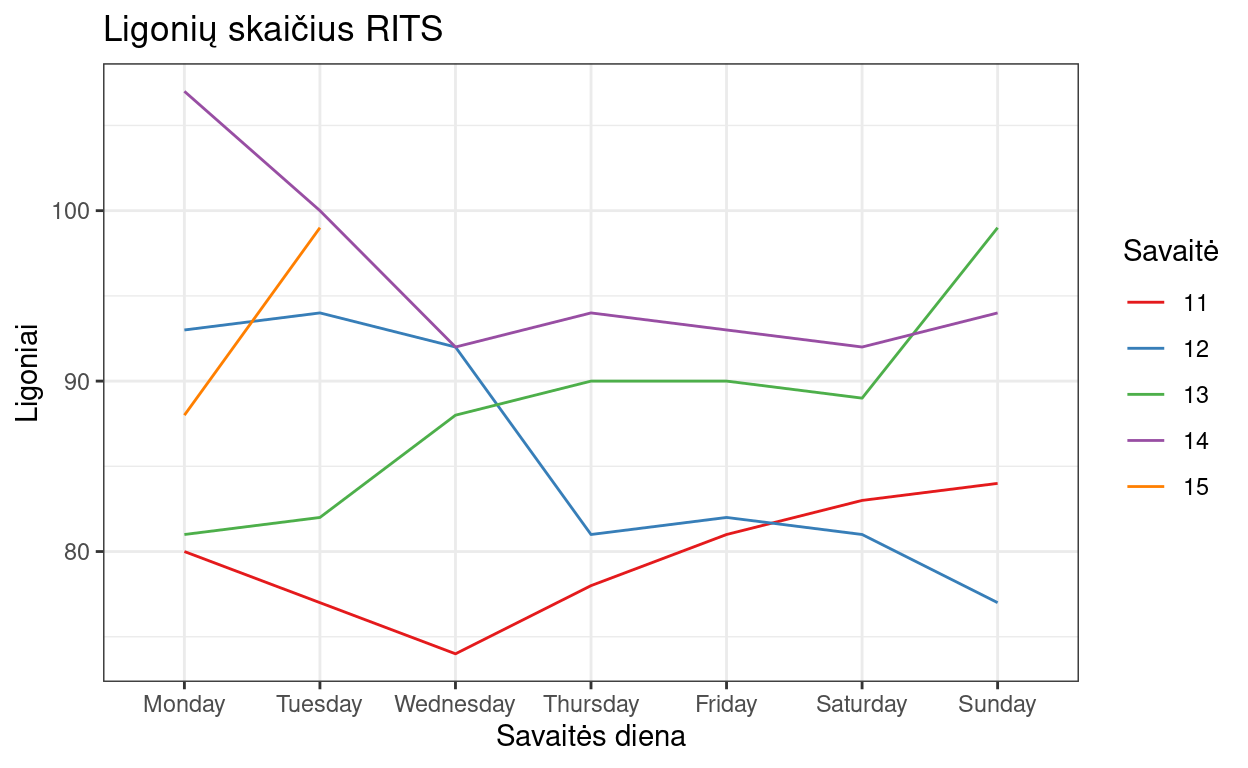 Ligonių skaičius RITS
Ligoniai
100
90
80
Monday Tuesday Wednesday Thursday Friday Saturday Sunday
Savaitės diena
Savaitė
11
12
13
14
15